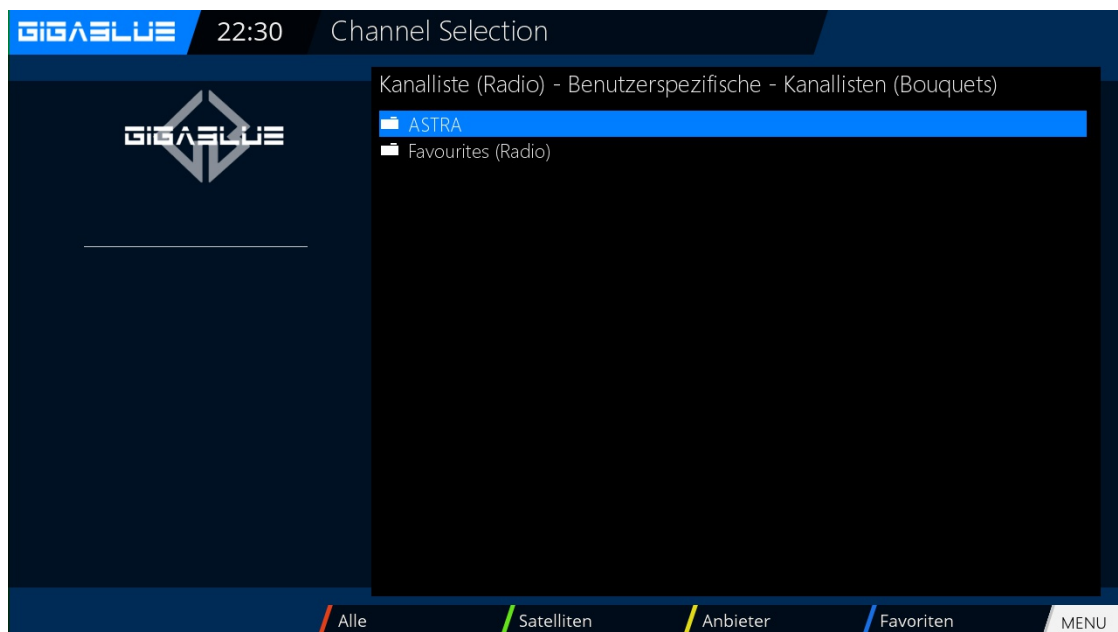 GIGABLUE 22:30 Channel Selection
GIGABLUE
Kanalliste (Radio) - Benutzerspezifische - Kanallisten (Bouquets)
ASTRA
Favourites (Radio)
Alle Satelliten Anbieter Favoriten MENU